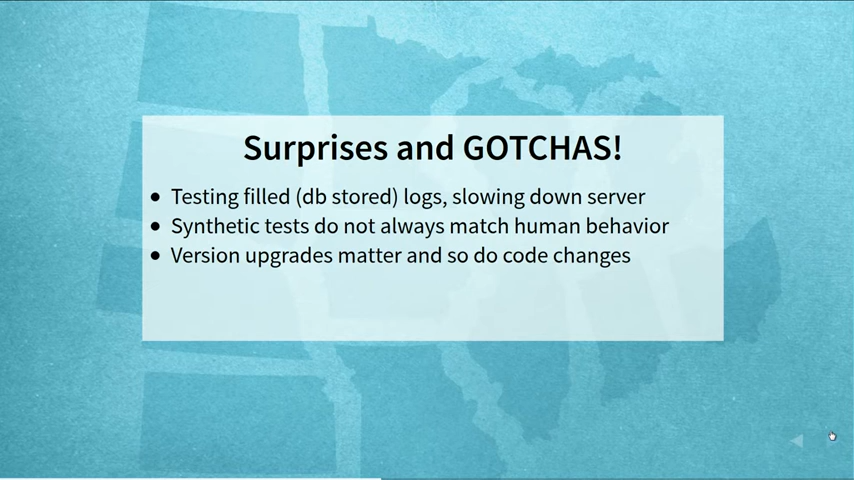 Surprises and GOTCHAS!
Testing filled (db stored) logs, slowing down server
Synthetic tests do not always match human behavior
Version upgrades matter and so do code changes